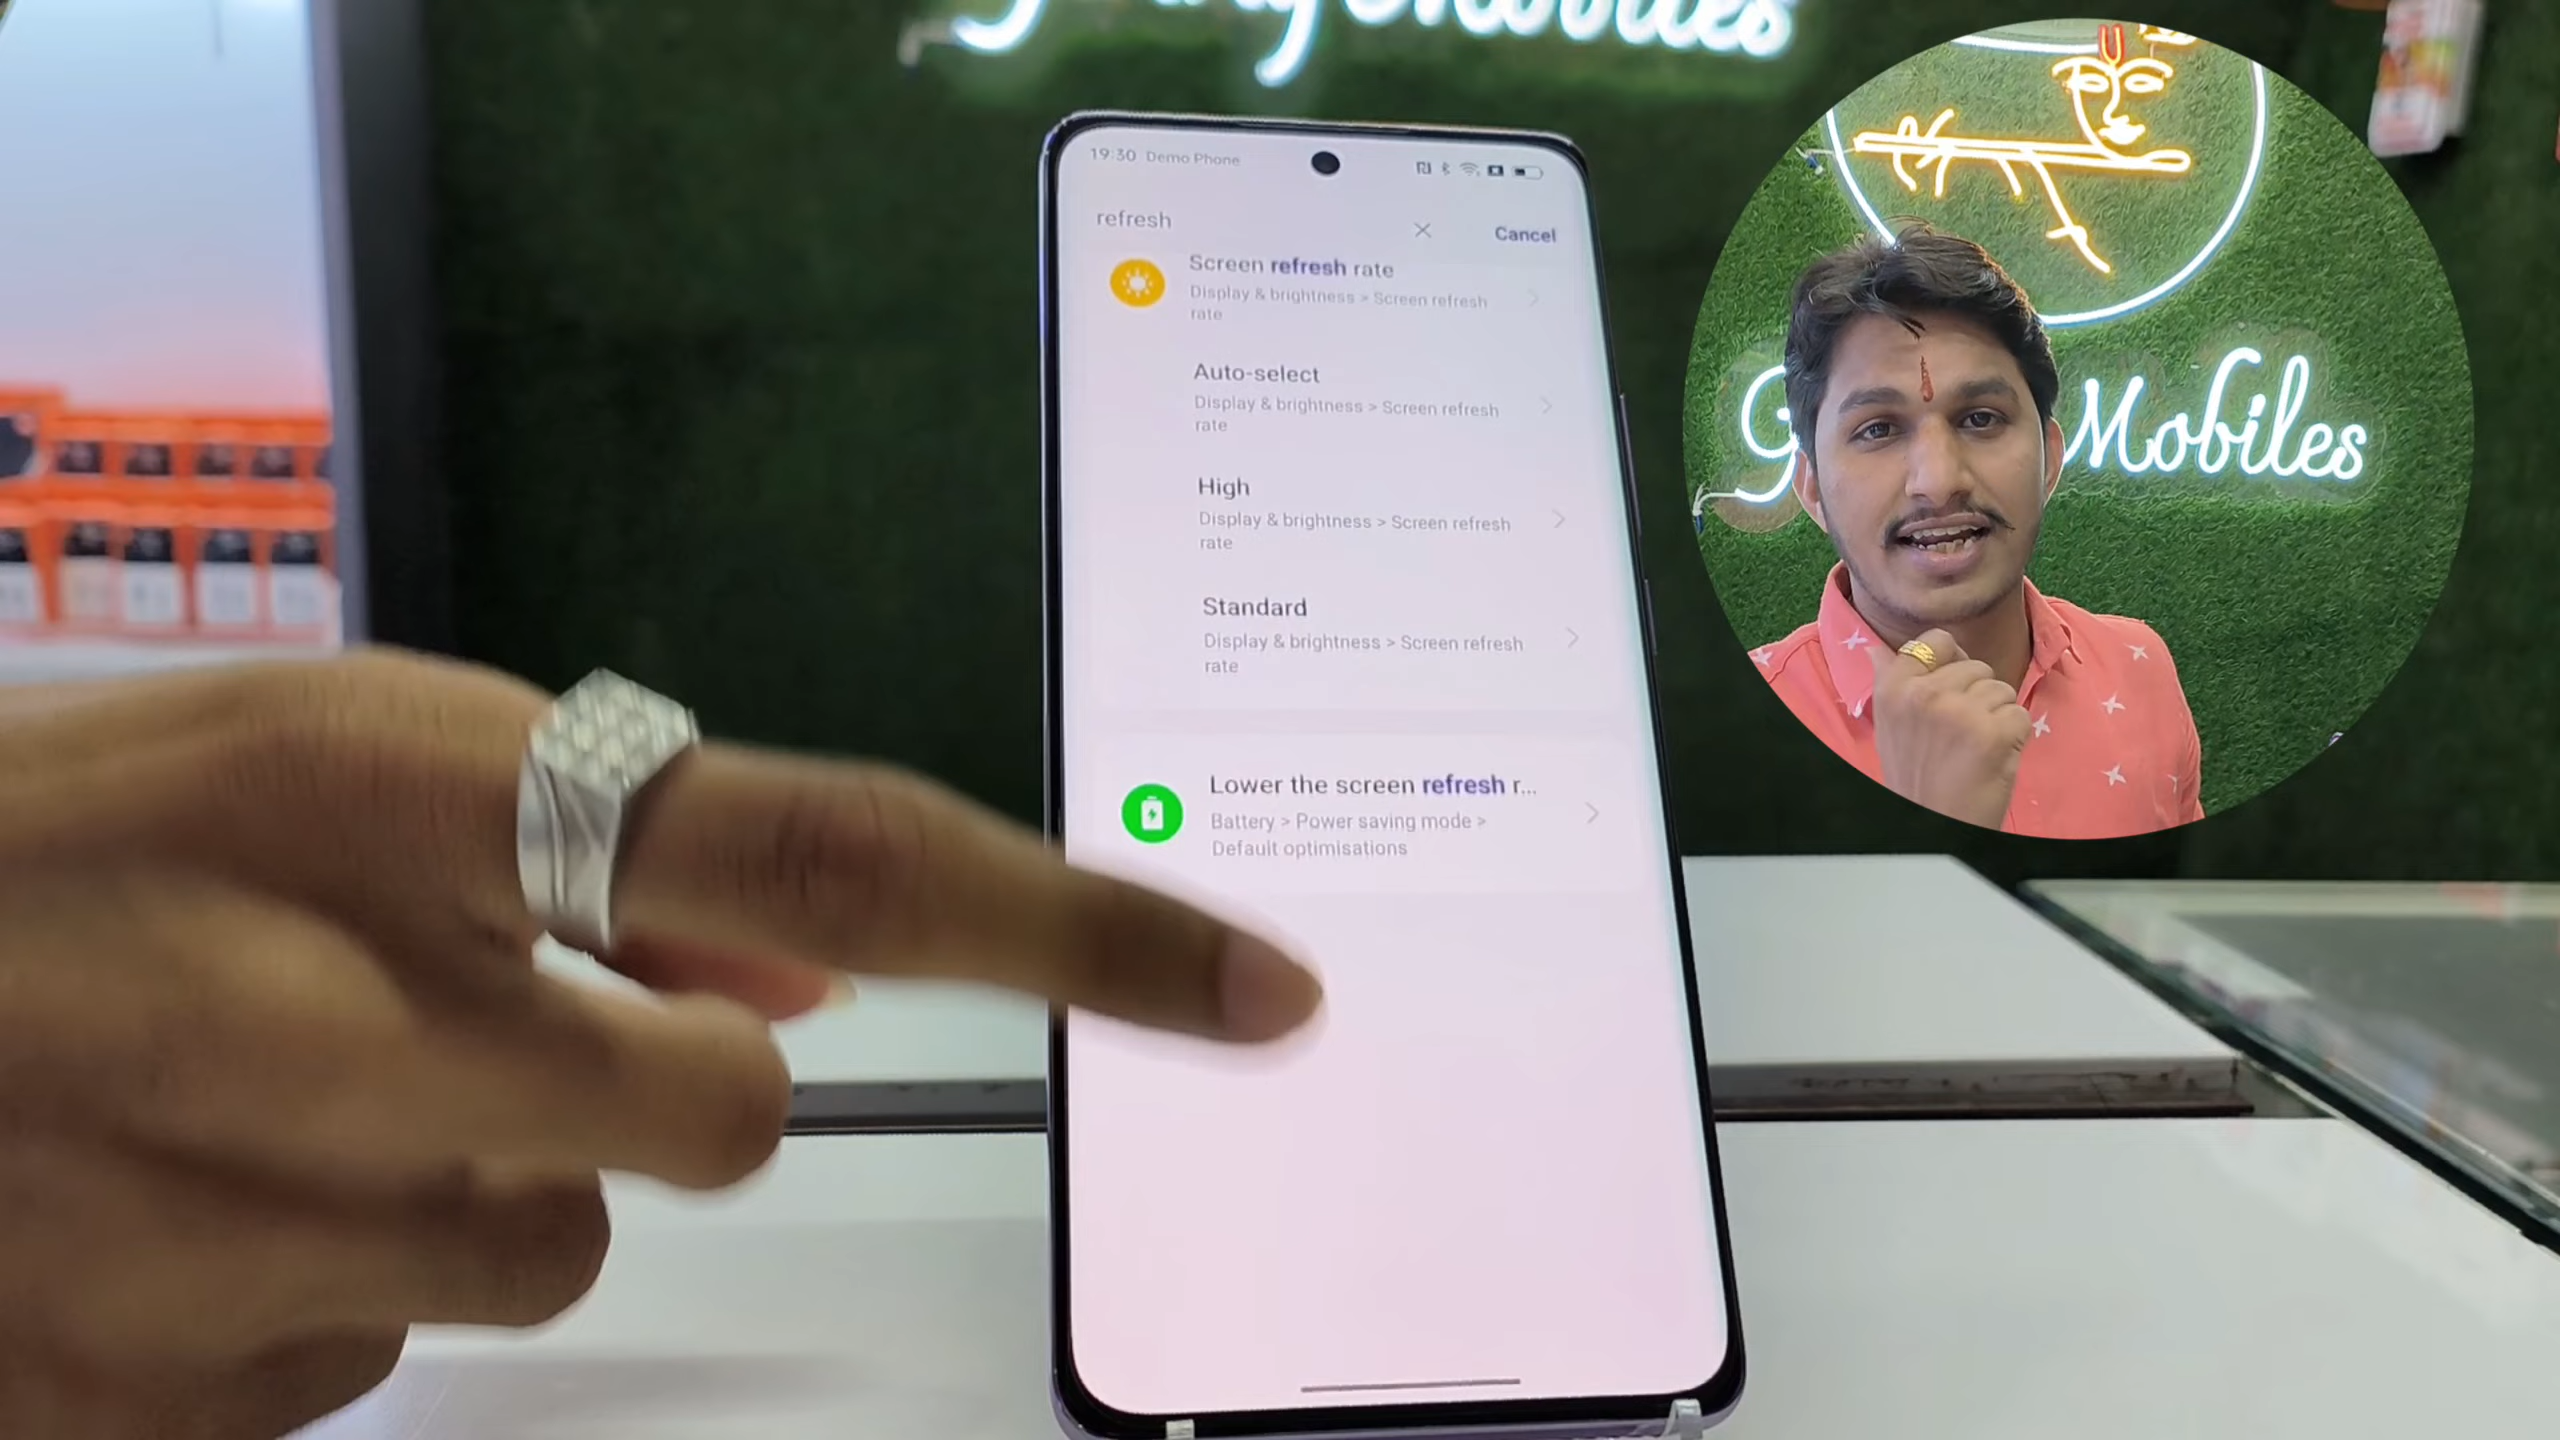 Mobiles
19:30 Demo Phone
refresh
Cancel
Screen refresh rate
Display & brightness > Screen refresh
rate
Auto-select
Display & brightness > Screen refresh
rate
High
Display & brightness > Screen refresh
rate
Standard
Display & brightness > Screen refresh
rate
Lower the screen refresh r...
Battery > Power saving mode >
Default optimisations
Mobiles